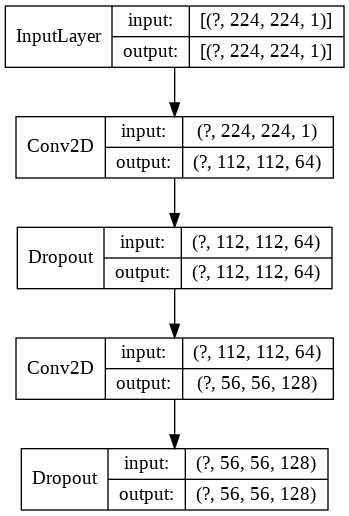 InputLayer
input: [(?, 224, 224, 1)]
output: [(?, 224, 224, 1)]
Conv2D
input: (?, 224, 224, 1)
output: (?, 112, 112, 64)
Dropout
input: (?, 112, 112, 64)
output: (?, 112, 112, 64)
Conv2D
input: (?, 112, 112, 64)
output: (?, 56, 56, 128)
Dropout
input: (?, 56, 56, 128)
output: (?, 56, 56, 128)